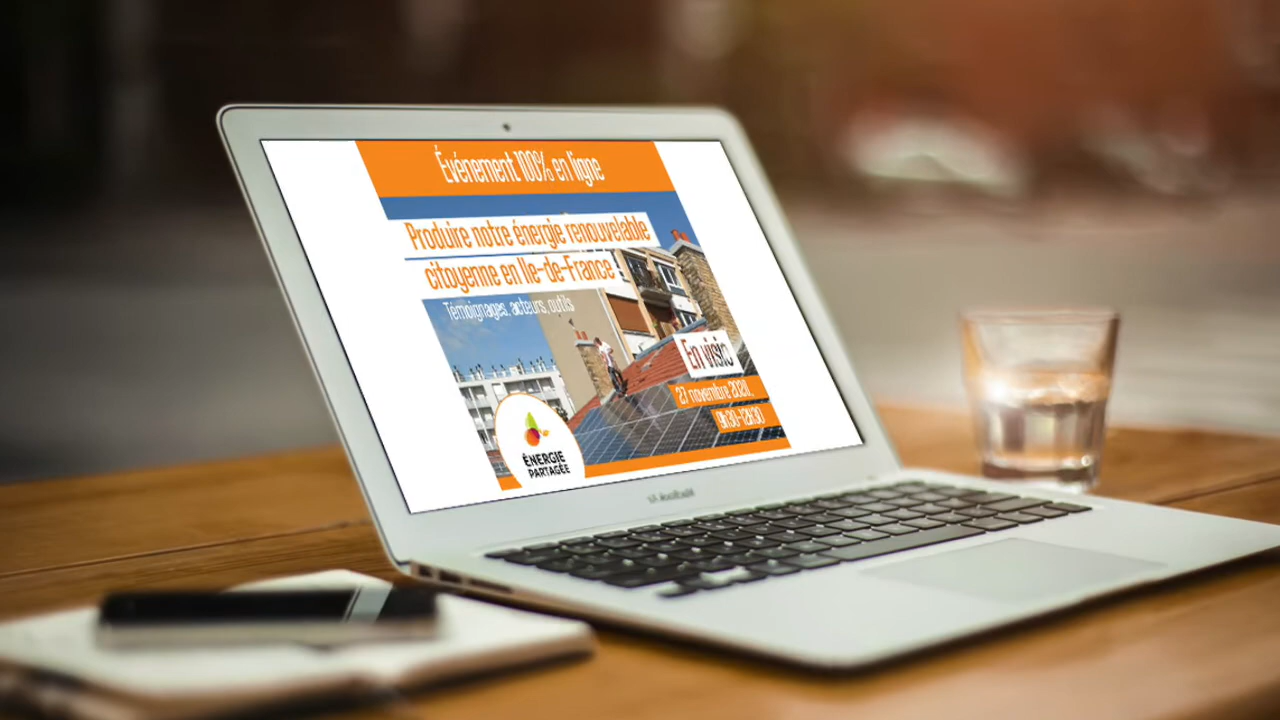 Événement 100% en ligne
Produire notre énergie renouvelable
citoyenne en Ile-de-France
Témoignages, acteurs, outils
En visio
27 novembre 2020,
9h30-12h30
ÉNERGIE
PARTAGÉE